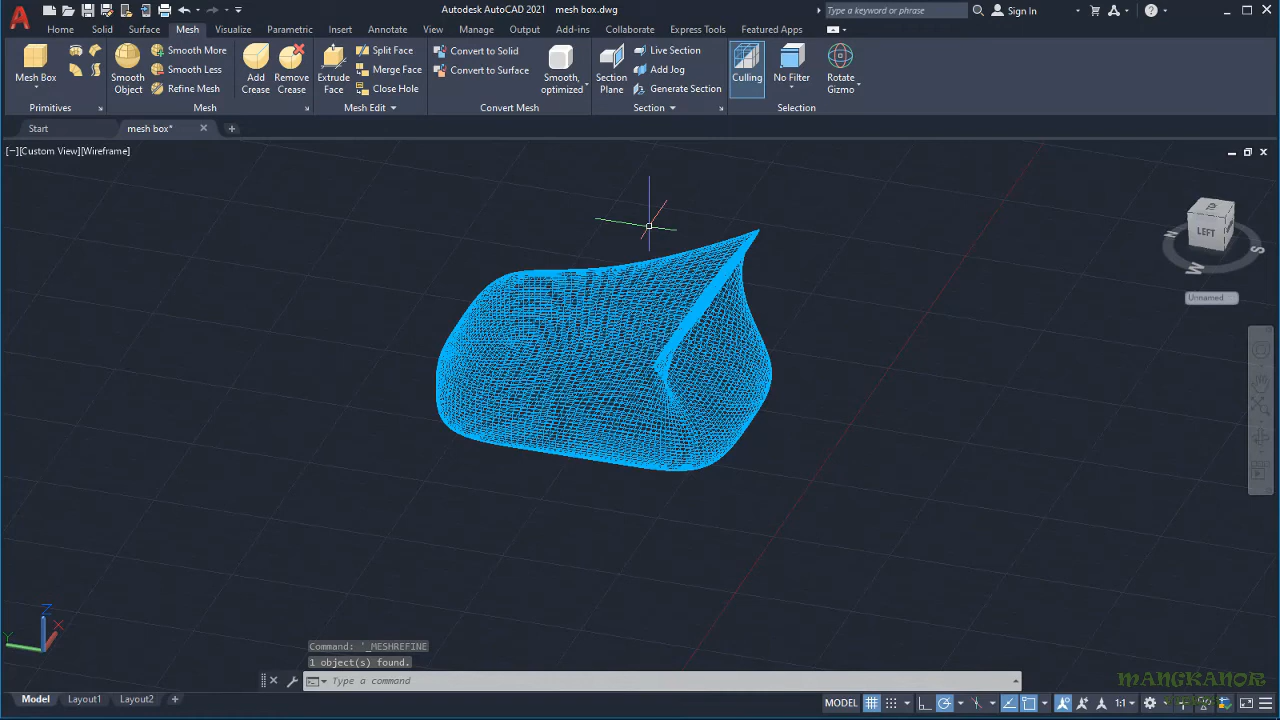 Autodesk AutoCAD 2021 mesh box.dwg
Type a keyword or phrase
Sign In
Home Solid Surface Mesh Visualize Parametric Insert Annotate View Manage Output Add-ins Collaborate Express Tools Featured Apps
Mesh Box
Primitives
Smooth Object
Smooth More
Smooth Less
Refine Mesh
Add Crease
Remove Crease
Mesh
Extrude Face
Split Face
Merge Face
Close Hole
Mesh Edit
Convert to Solid
Convert to Surface
Smooth, optimized
Convert Mesh
Section Plane
Live Section
Add Jog
Generate Section
Section
Culling
No Filter
Rotate Gizmo
Selection
Start
mesh box*
[−][Custom View][Wireframe]
LEFT
N
S
W
Unnamed
Z
X
Y
Command: '_MESHREFINE
1 object(s) found.
Type a command
Model Layout1 Layout2
MODEL
1:1
MANGKANOR